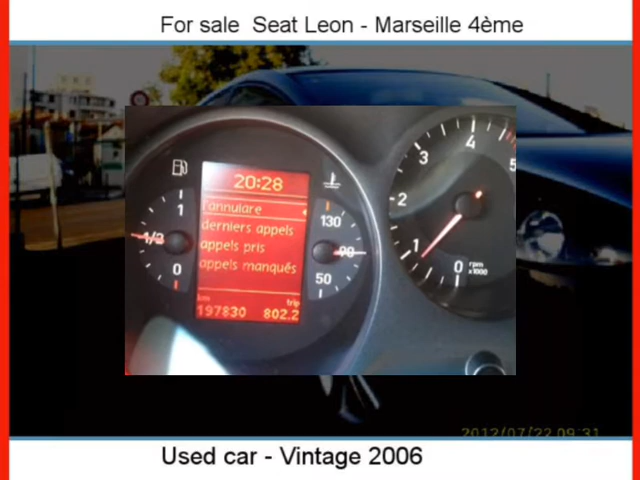 For sale Seat Leon - Marseille 4ème
20:28
l'annulare
derniers appels
appels pris
appels manqués
km trip
197830 802.2
1
1/2
0
130
90
50
5
4
3
2
1
0 rpm x1000
2012/07/22 09:31
Used car - Vintage 2006